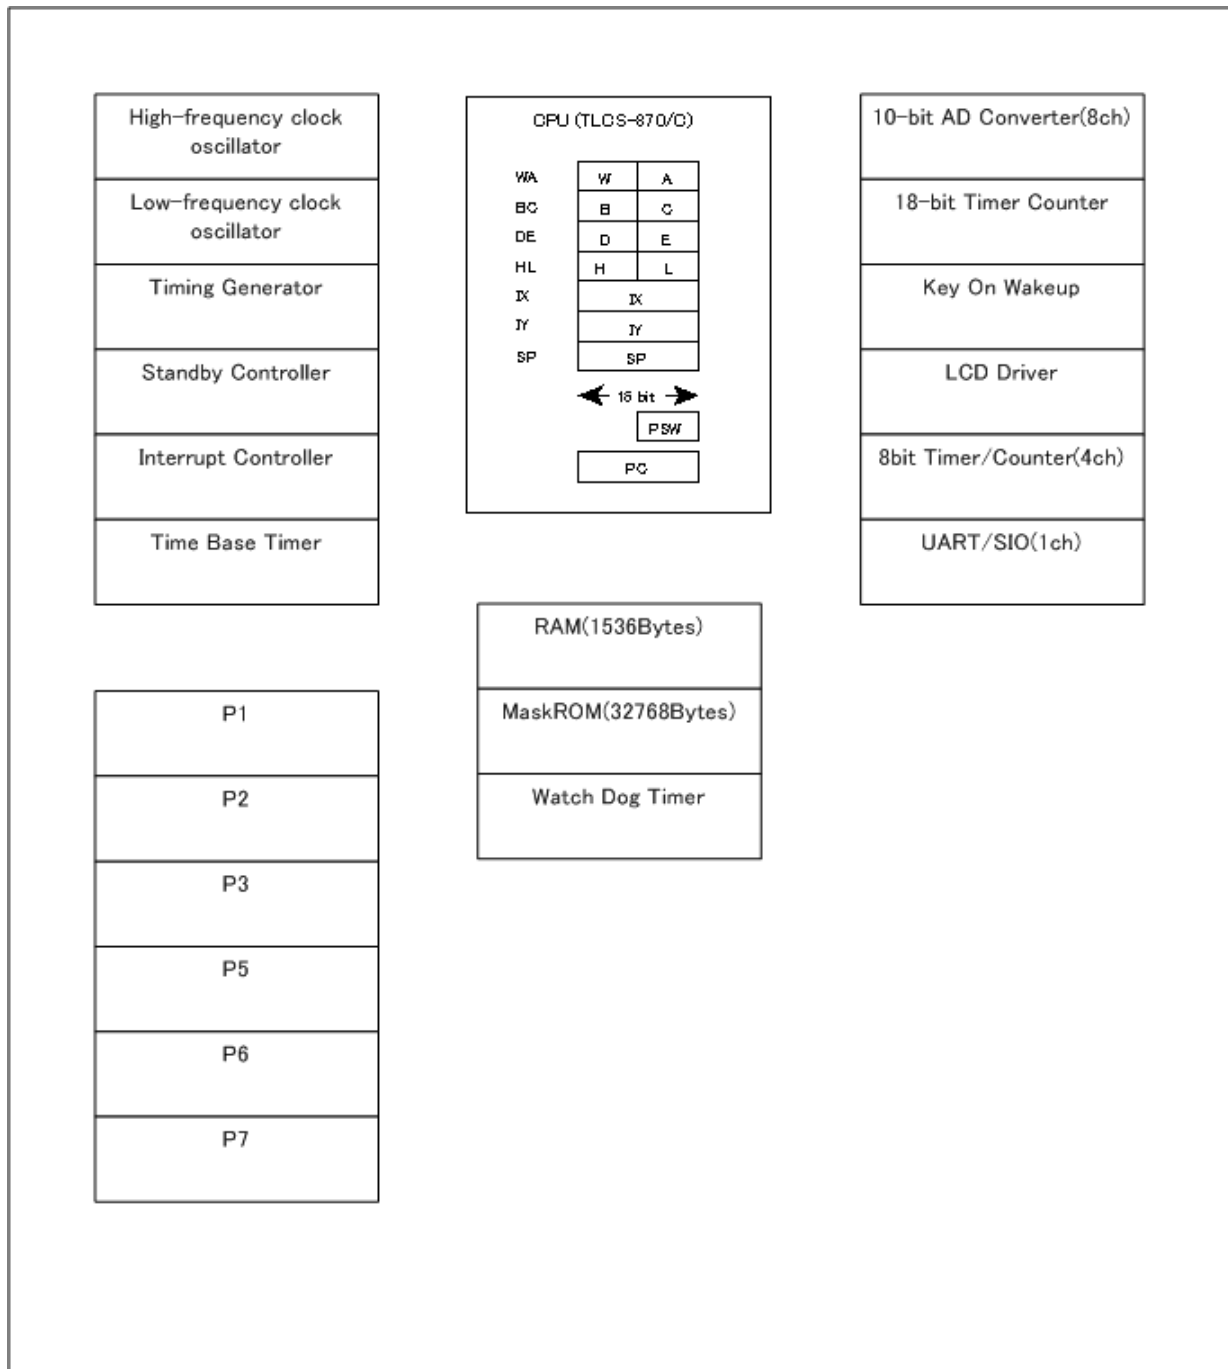 High-frequency clock
oscillator
Low-frequency clock
oscillator
Timing Generator
Standby Controller
Interrupt Controller
Time Base Timer
CPU (TLCS-870/C)
WA W A
BC B C
DE D E
HL H L
IX IX
IY IY
SP SP
16 bit
PSW
PC
10-bit AD Converter(8ch)
18-bit Timer Counter
Key On Wakeup
LCD Driver
8bit Timer/Counter(4ch)
UART/SIO(1ch)
RAM(1536Bytes)
MaskROM(32768Bytes)
Watch Dog Timer
P1
P2
P3
P5
P6
P7